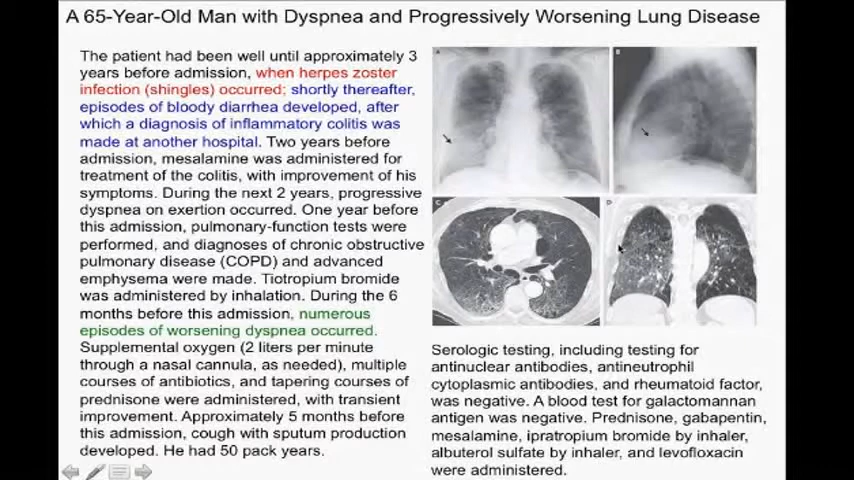 A 65-Year-Old Man with Dyspnea and Progressively Worsening Lung Disease
The patient had been well until approximately 3
years before admission, when herpes zoster
infection (shingles) occurred; shortly thereafter,
episodes of bloody diarrhea developed, after
which a diagnosis of inflammatory colitis was
made at another hospital. Two years before
admission, mesalamine was administered for
treatment of the colitis, with improvement of his
symptoms. During the next 2 years, progressive
dyspnea on exertion occurred. One year before
this admission, pulmonary-function tests were
performed, and diagnoses of chronic obstructive
pulmonary disease (COPD) and advanced
emphysema were made. Tiotropium bromide
was administered by inhalation. During the 6
months before this admission, numerous
episodes of worsening dyspnea occurred.
Supplemental oxygen (2 liters per minute
through a nasal cannula, as needed), multiple
courses of antibiotics, and tapering courses of
prednisone were administered, with transient
improvement. Approximately 5 months before
this admission, cough with sputum production
developed. He had 50 pack years.
A
B
C
D
Serologic testing, including testing for
antinuclear antibodies, antineutrophil
cytoplasmic antibodies, and rheumatoid factor,
was negative. A blood test for galactomannan
antigen was negative. Prednisone, gabapentin,
mesalamine, ipratropium bromide by inhaler,
albuterol sulfate by inhaler, and levofloxacin
were administered.